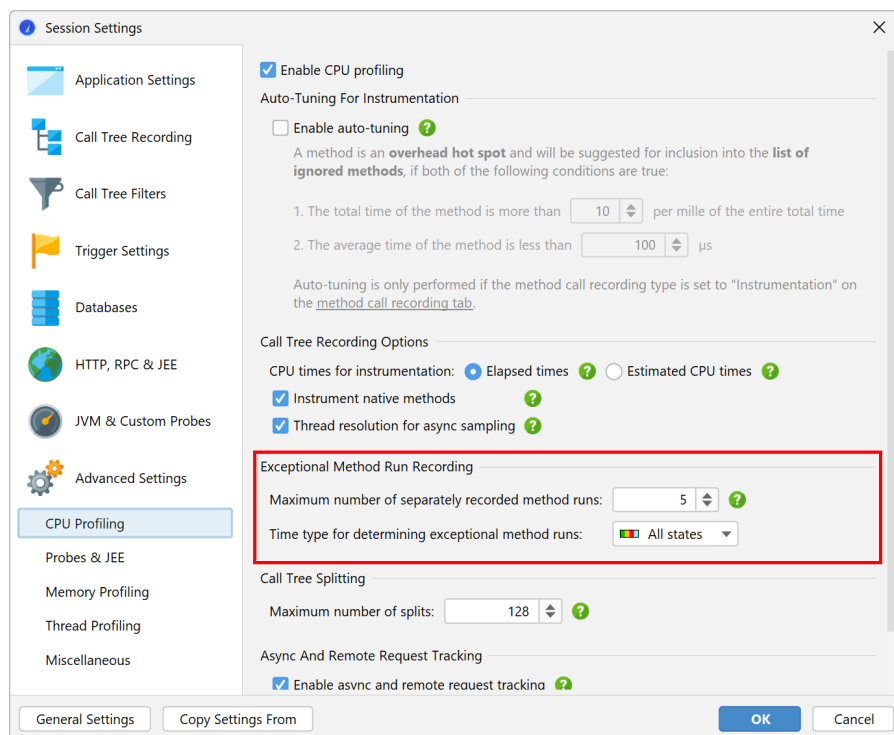 Session Settings
Application Settings
Call Tree Recording
Call Tree Filters
Trigger Settings
Databases
HTTP, RPC & JEE
JVM & Custom Probes
Advanced Settings
CPU Profiling
Probes & JEE
Memory Profiling
Thread Profiling
Miscellaneous
Enable CPU profiling
Auto-Tuning For Instrumentation
Enable auto-tuning ?
A method is an overhead hot spot and will be suggested for inclusion into the list of
ignored methods, if both of the following conditions are true:
1. The total time of the method is more than 10 per mille of the entire total time
2. The average time of the method is less than 100 µs
Auto-tuning is only performed if the method call recording type is set to "Instrumentation" on
the method call recording tab.
Call Tree Recording Options
CPU times for instrumentation: Elapsed times ? Estimated CPU times ?
Instrument native methods ?
Thread resolution for async sampling ?
Exceptional Method Run Recording
Maximum number of separately recorded method runs: 5 ?
Time type for determining exceptional method runs: All states
Call Tree Splitting
Maximum number of splits: 128 ?
Async And Remote Request Tracking
Enable async and remote request tracking ?
General Settings Copy Settings From OK Cancel